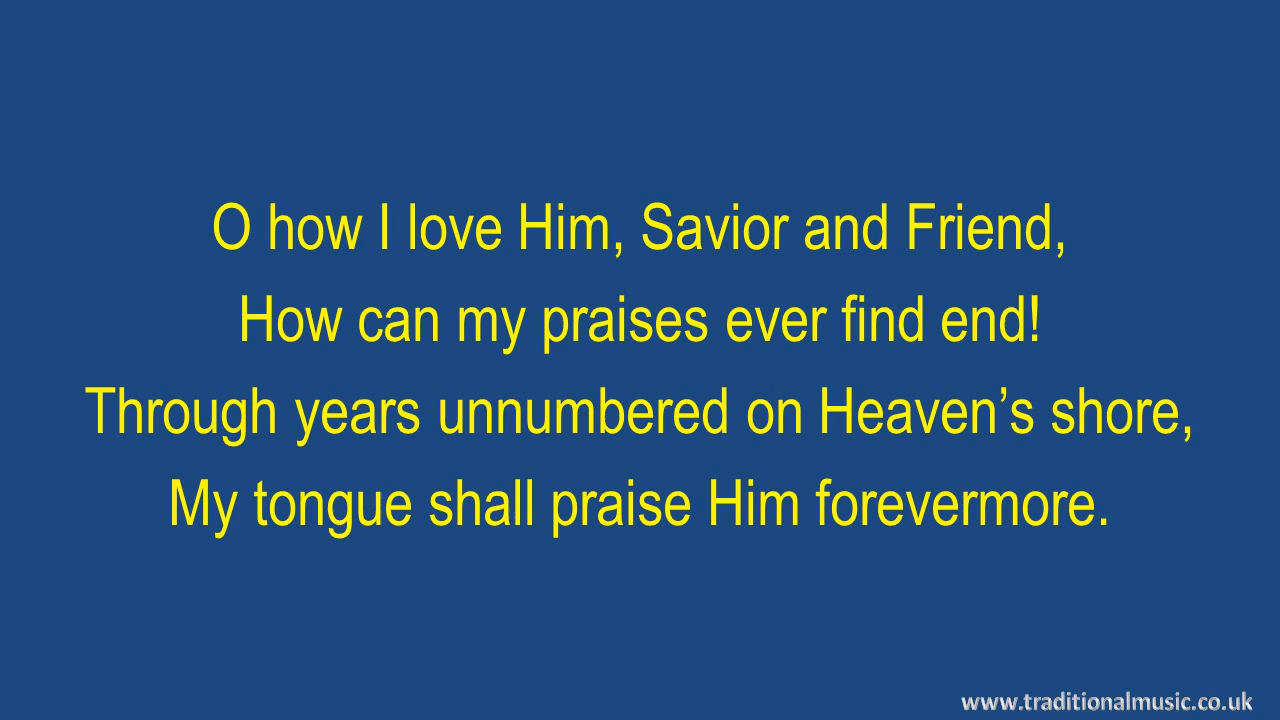 O how I love Him, Savior and Friend,
How can my praises ever find end!
Through years unnumbered on Heaven’s shore,
My tongue shall praise Him forevermore.
www.traditionalmusic.co.uk